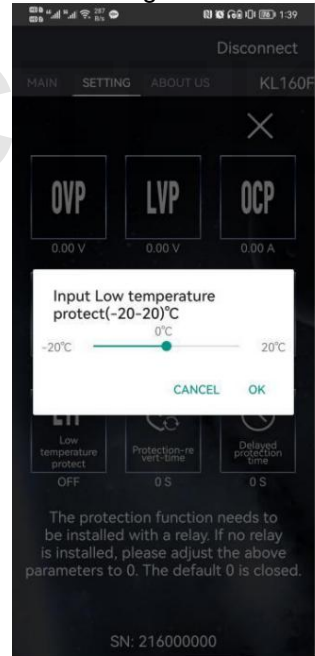 287
B/s
1:39
Disconnect
MAIN SETTING ABOUT US KL160F
OVP LVP OCP
0.00 V 0.00 V 0.00 A
Input Low temperature
protect(-20-20)℃
0℃
-20℃ 20℃
CANCEL OK
Low
temperature
protect
Protection-re
vert-time
Delayed
protection
time
OFF 0 S 0 S
The protection function needs to
be installed with a relay. If no relay
is installed, please adjust the above
parameters to 0. The default 0 is closed.
SN: 216000000